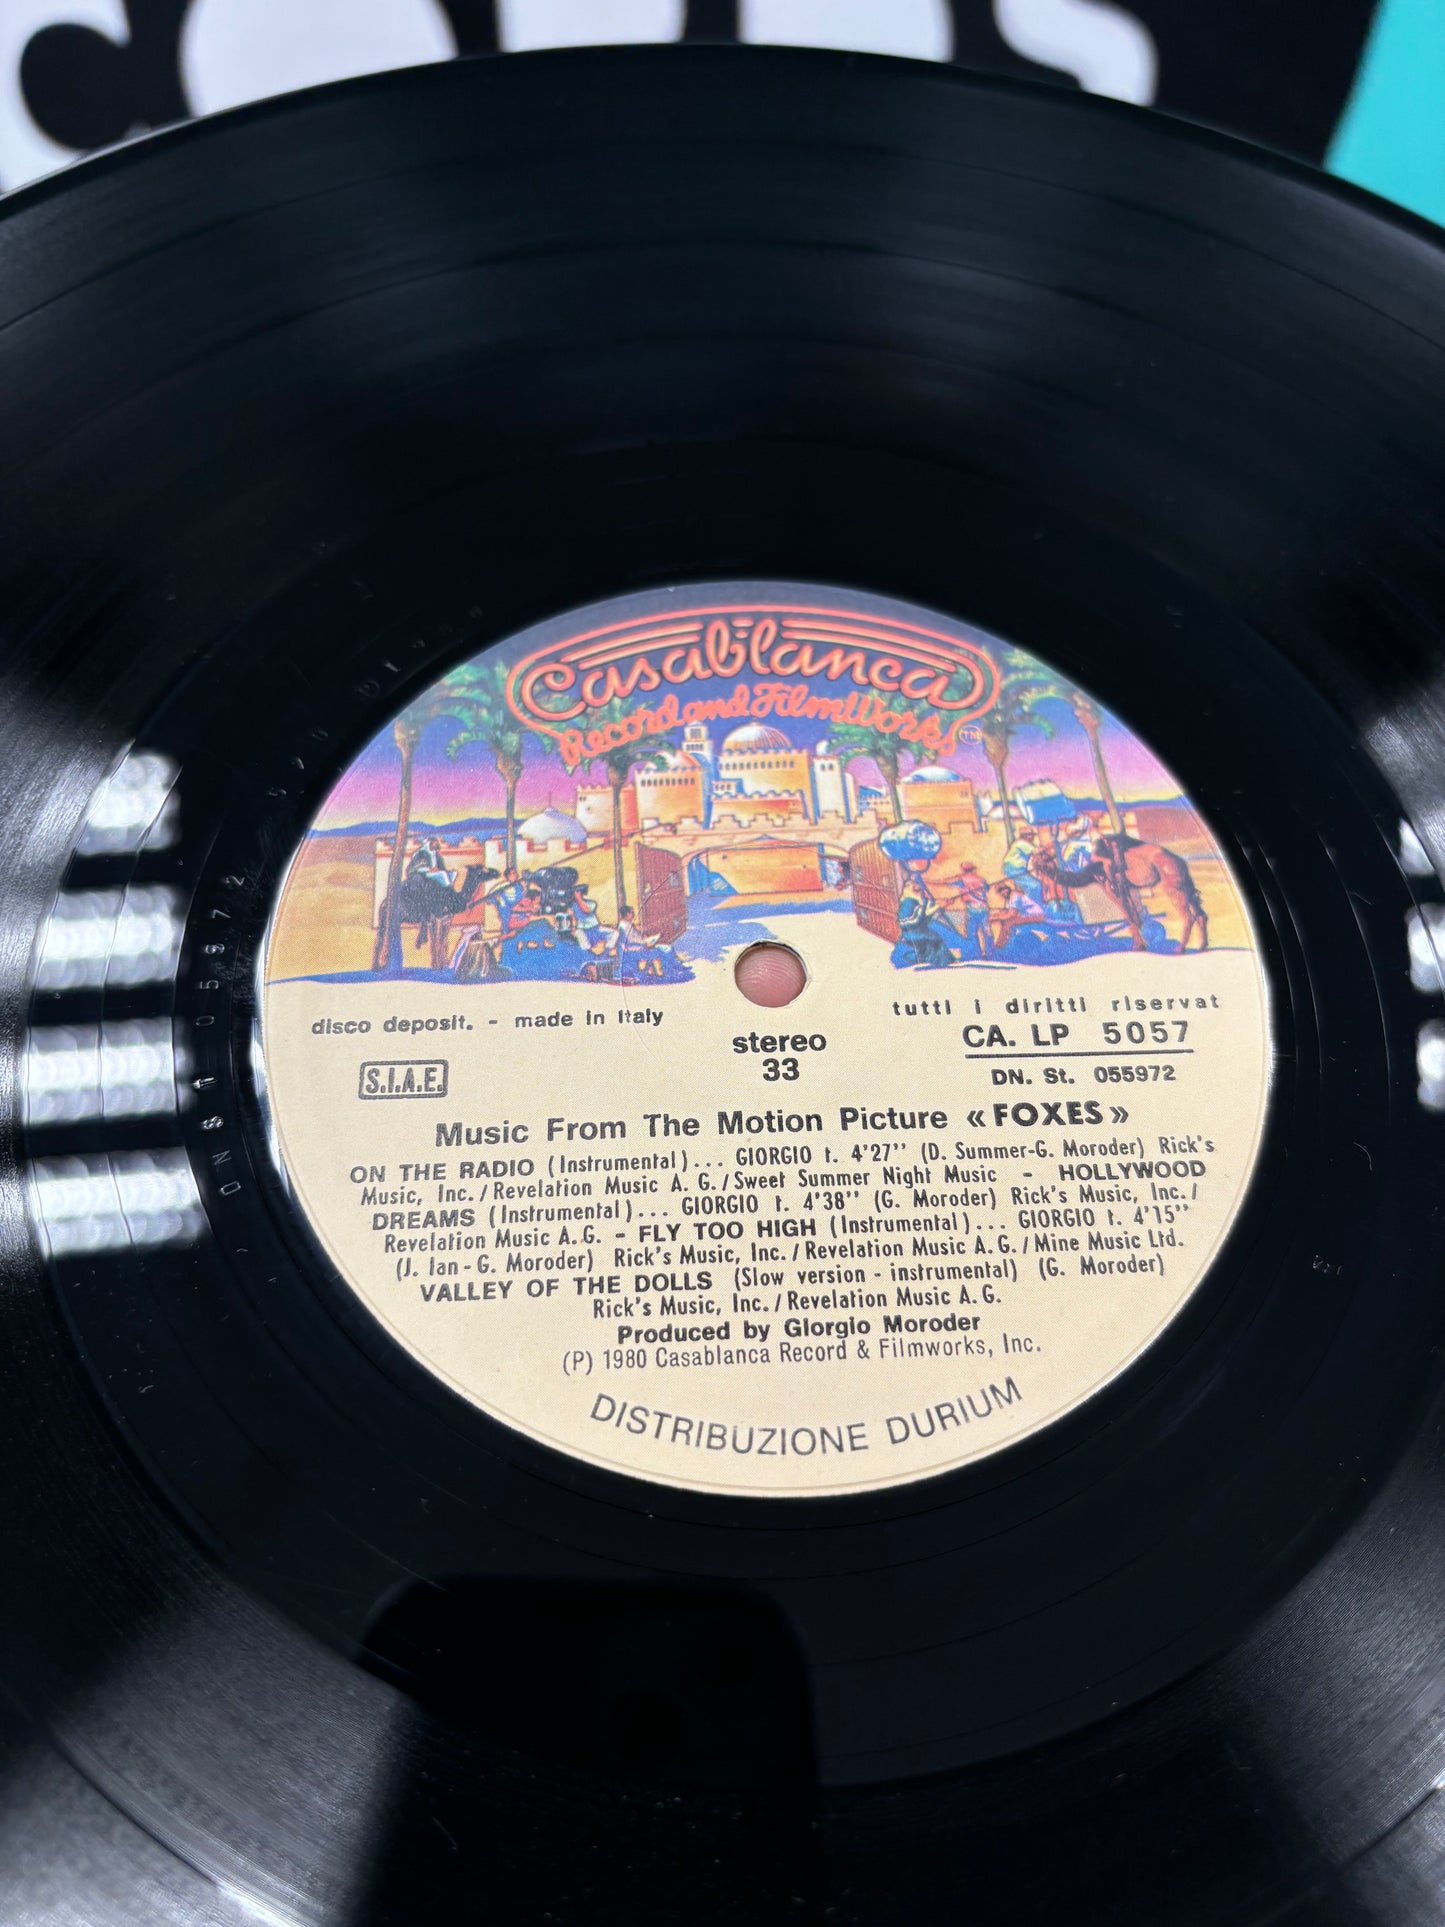 Casablanca
Record and FilmWorks TM
disco deposit. - made in Italy
tutti i diritti riservat
S.I.A.E.
stereo
33
CA. LP 5057
DN. St. 055972
Music From The Motion Picture «FOXES»
ON THE RADIO (Instrumental)... GIORGIO t. 4'27'' (D. Summer-G. Moroder) Rick's
Music, Inc./Revelation Music A. G./Sweet Summer Night Music - HOLLYWOOD
DREAMS (Instrumental)... GIORGIO t. 4'38'' (G. Moroder) Rick's Music, Inc./
Revelation Music A.G. - FLY TOO HIGH (Instrumental)... GIORGIO t. 4'15''
(J. Ian - G. Moroder) Rick's Music, Inc./Revelation Music A. G./Mine Music Ltd.
VALLEY OF THE DOLLS (Slow version - instrumental) (G. Moroder)
Rick's Music, Inc./Revelation Music A. G.
Produced by Giorgio Moroder
(P) 1980 Casablanca Record & Filmworks, Inc.
DISTRIBUZIONE DURIUM